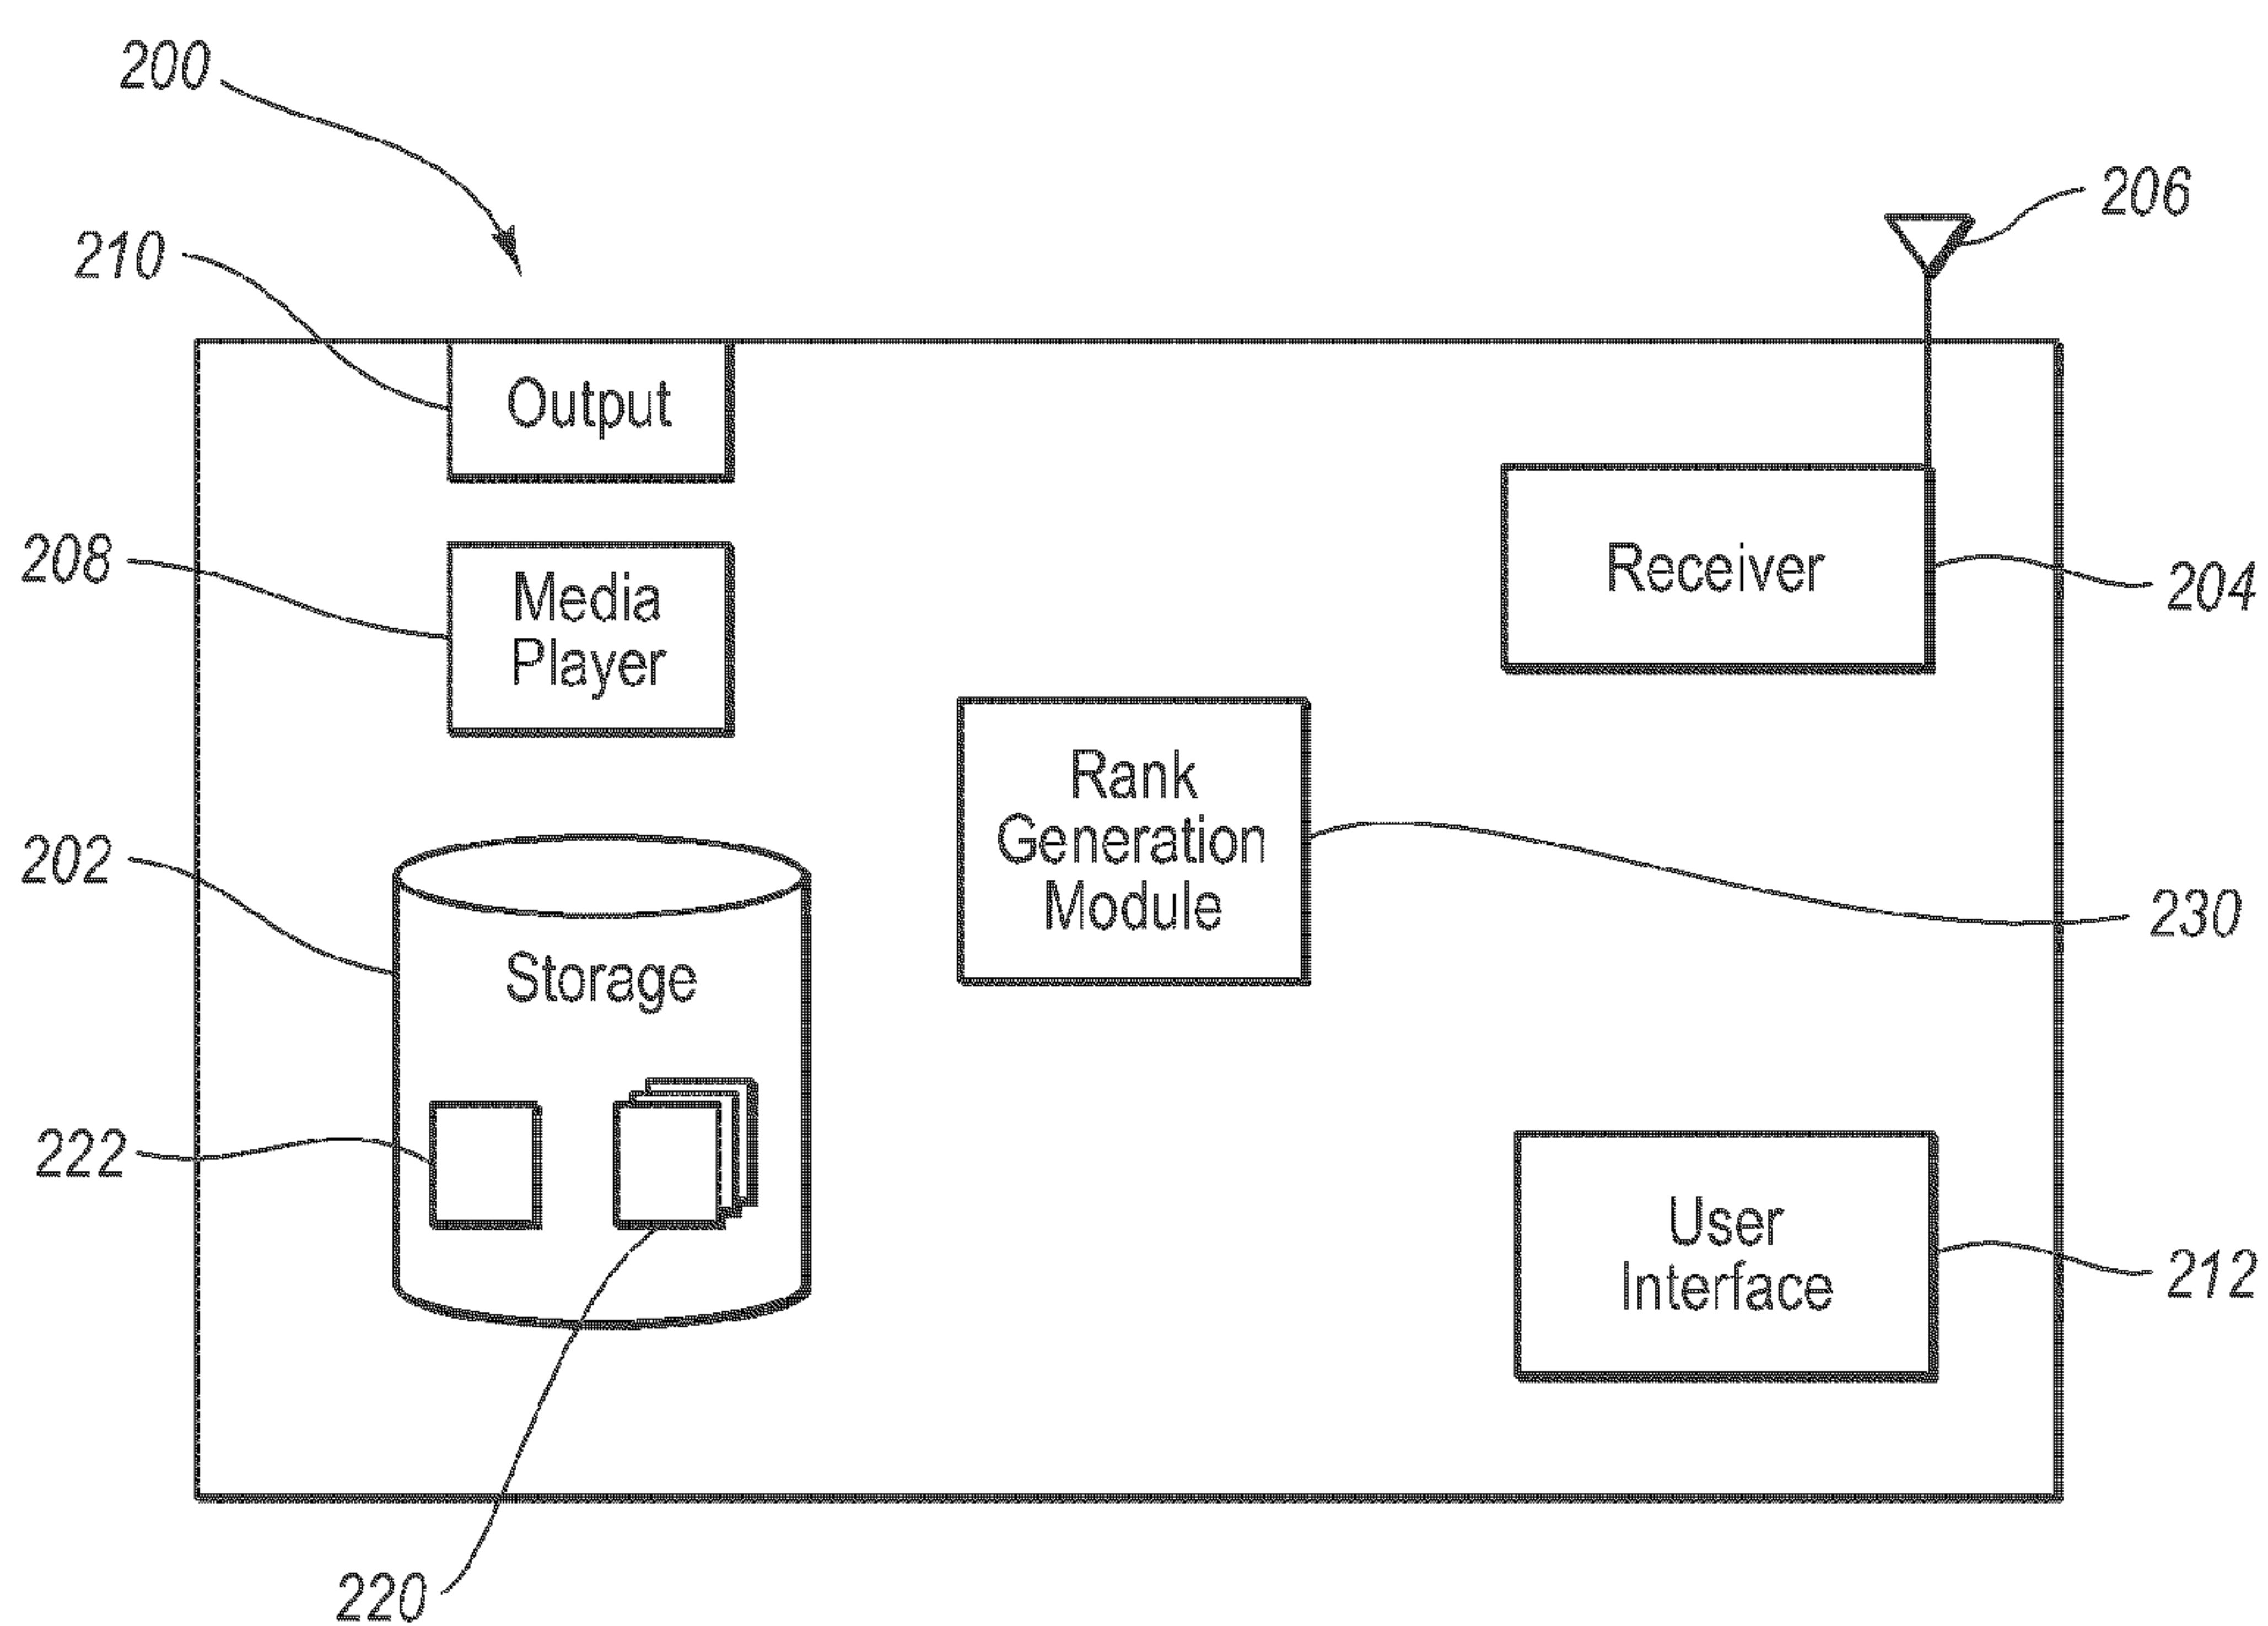 200
206
210
Output
208
Media
Player
Receiver
204
Rank
Generation
Module
202
Storage
230
222
User
Interface
212
220